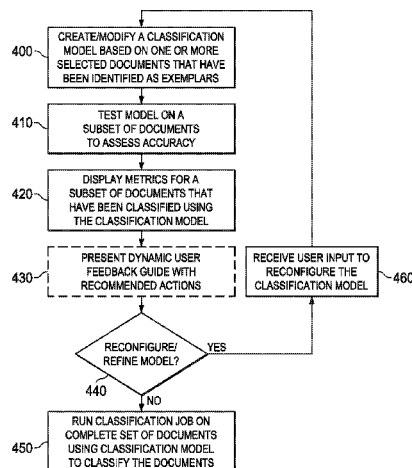 400
CREATE/MODIFY A CLASSIFICATION
MODEL BASED ON ONE OR MORE
SELECTED DOCUMENTS THAT HAVE
BEEN IDENTIFIED AS EXEMPLARS
410
TEST MODEL ON A
SUBSET OF DOCUMENTS
TO ASSESS ACCURACY
420
DISPLAY METRICS FOR A
SUBSET OF DOCUMENTS THAT
HAVE BEEN CLASSIFIED USING
THE CLASSIFICATION MODEL
430
PRESENT DYNAMIC USER
FEEDBACK GUIDE WITH
RECOMMENDED ACTIONS
RECEIVE USER INPUT TO
RECONFIGURE THE
CLASSIFICATION MODEL
460
RECONFIGURE/
REFINE MODEL?
YES
440
NO
450
RUN CLASSIFICATION JOB ON
COMPLETE SET OF DOCUMENTS
USING CLASSIFICATION MODEL
TO CLASSIFY THE DOCUMENTS